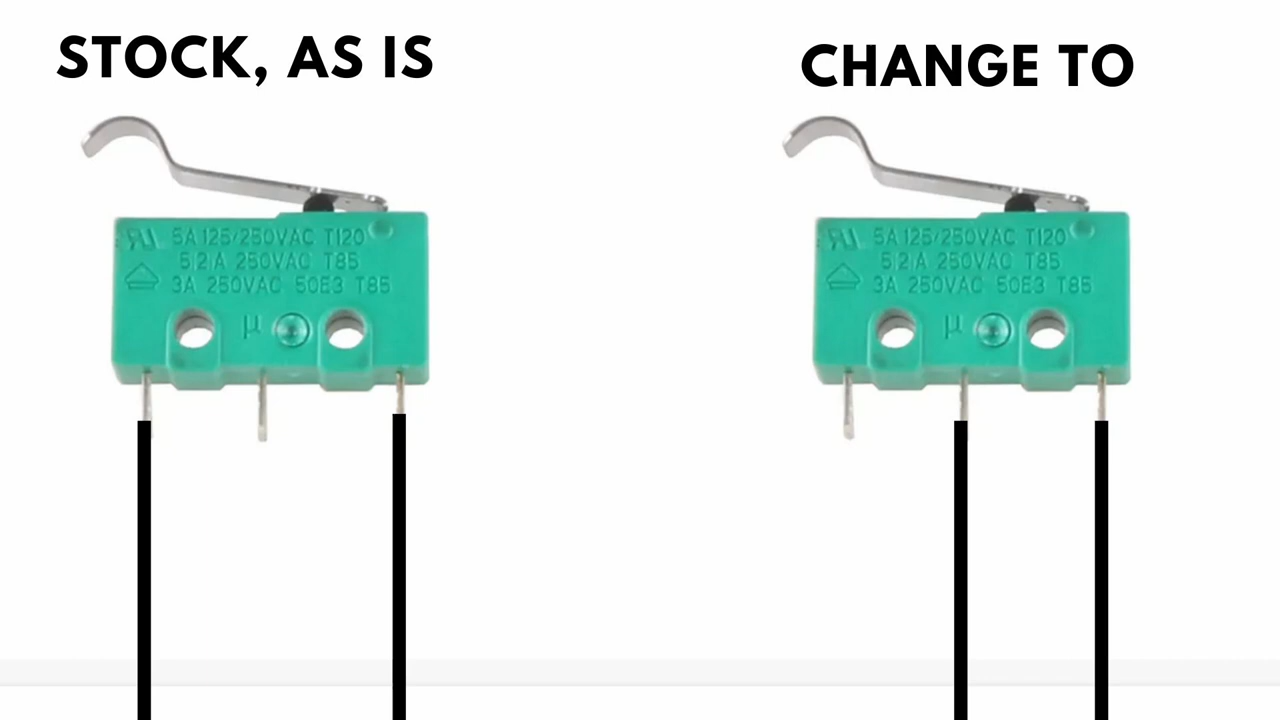 STOCK, AS IS
CHANGE TO
5A 125/250VAC T120
5(2)A 250VAC T85
3A 250VAC 50E3 T85
µ
5A 125/250VAC T120
5(2)A 250VAC T85
3A 250VAC 50E3 T85
µ